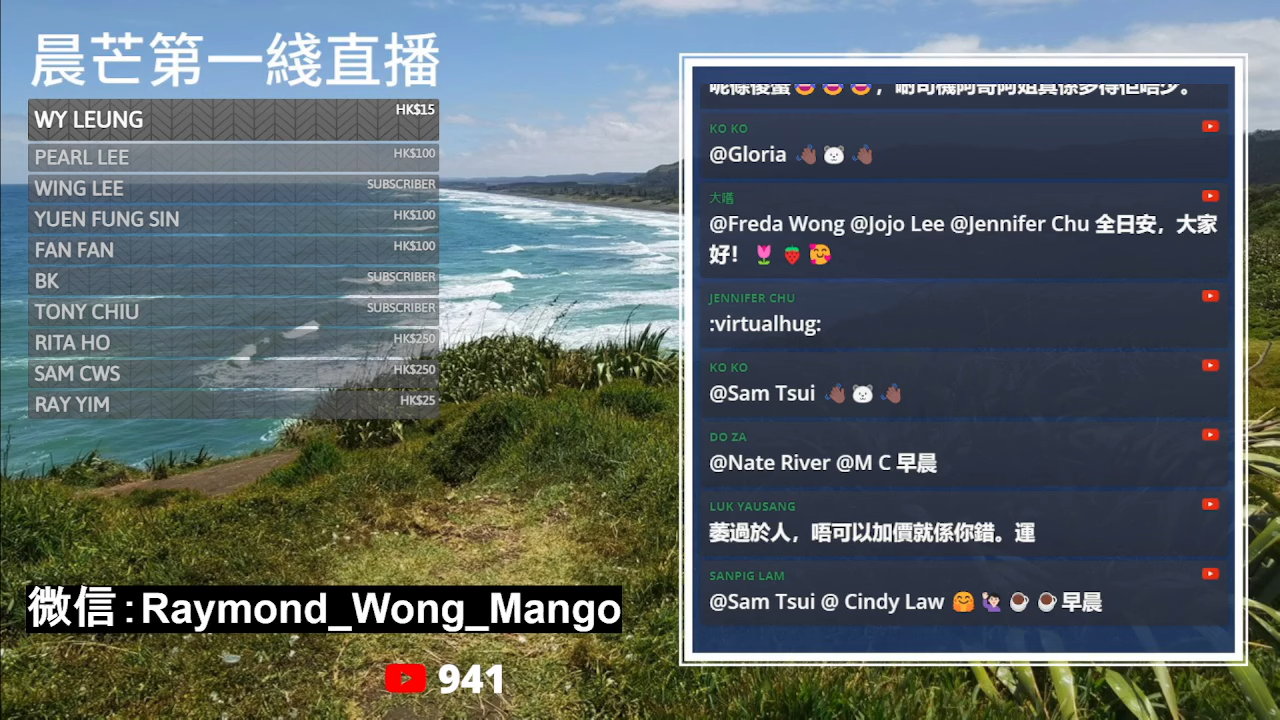 晨芒第一綫直播
WY LEUNG HK$15
PEARL LEE HK$100
WING LEE SUBSCRIBER
YUEN FUNG SIN HK$100
FAN FAN HK$100
BK SUBSCRIBER
TONY CHIU SUBSCRIBER
RITA HO HK$250
SAM CWS HK$250
RAY YIM HK$25
微信:Raymond_Wong_Mango
941
KO KO
@Gloria 👋🏾 🐻‍❄️ 👋🏾
大嚿
@Freda Wong @Jojo Lee @Jennifer Chu 全日安，大家
好！ 🌷 🍓 🥰
JENNIFER CHU
:virtualhug:
KO KO
@Sam Tsui 👋🏾 🐻‍❄️ 👋🏾
DO ZA
@Nate River @M C 早晨
LUK YAUSANG
萎過於人，唔可以加價就係你錯。運
SANPIG LAM
@Sam Tsui @ Cindy Law 🤗 🙋🏻‍♀️ ☕ ☕ 早晨